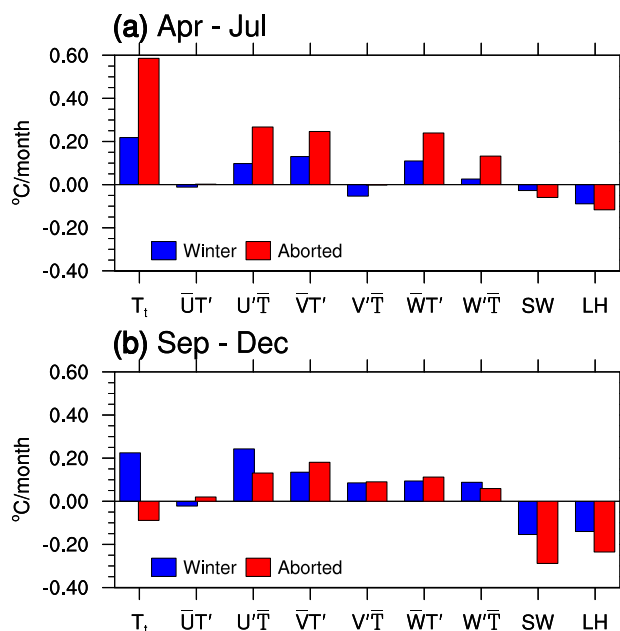 (a) Apr - Jul
0.60
0.40
0.20
0.00
-0.20
-0.40
°C/month
Winter Aborted
Tₜ U̅T′ U′T̅ V̅T′ V′T̅ W̅T′ W′T̅ SW LH
(b) Sep - Dec
0.60
0.40
0.20
0.00
-0.20
-0.40
°C/month
Winter Aborted
Tₜ U̅T′ U′T̅ V̅T′ V′T̅ W̅T′ W′T̅ SW LH